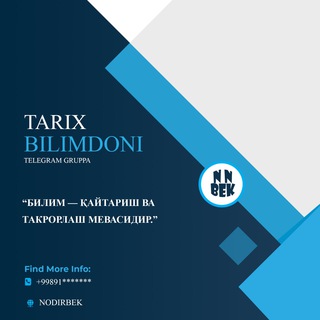 TARIX
BILIMDONI
TELEGRAM GRUPPA
N N
BEK
“БИЛИМ — ҚАЙТАРИШ ВА
ТАКРОРЛАШ МЕВАСИДИР.”
Find More Info:
+99891*******
NODIRBEK